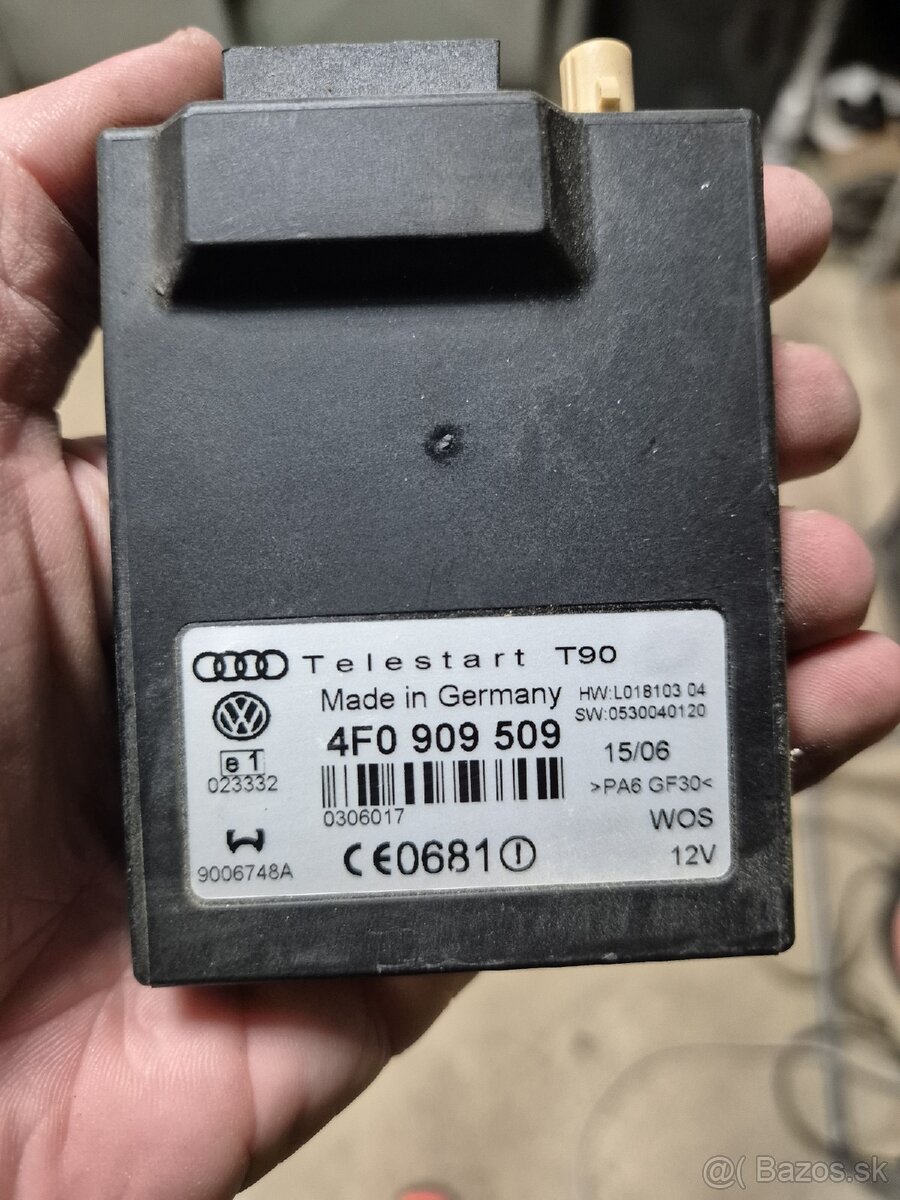 Telestart T90
Made in Germany
HW:L018103 04
SW:0530040120
4F0 909 509
15/06
e1
023332
>PA6 GF30<
0306017
WOS
CE0681
12V
9006748A
@( Bazos.sk